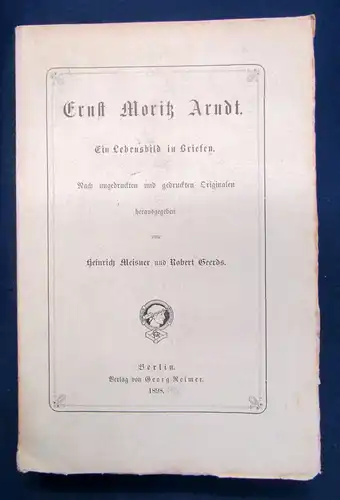 Ernst Moritz Arndt.
Ein Lebensbild in Briefen.
Nach ungedruckten und gedruckten Originalen
herausgegeben
von
Heinrich Meisner und Robert Geerds.
Berlin.
Verlag von Georg Reimer.
1898.